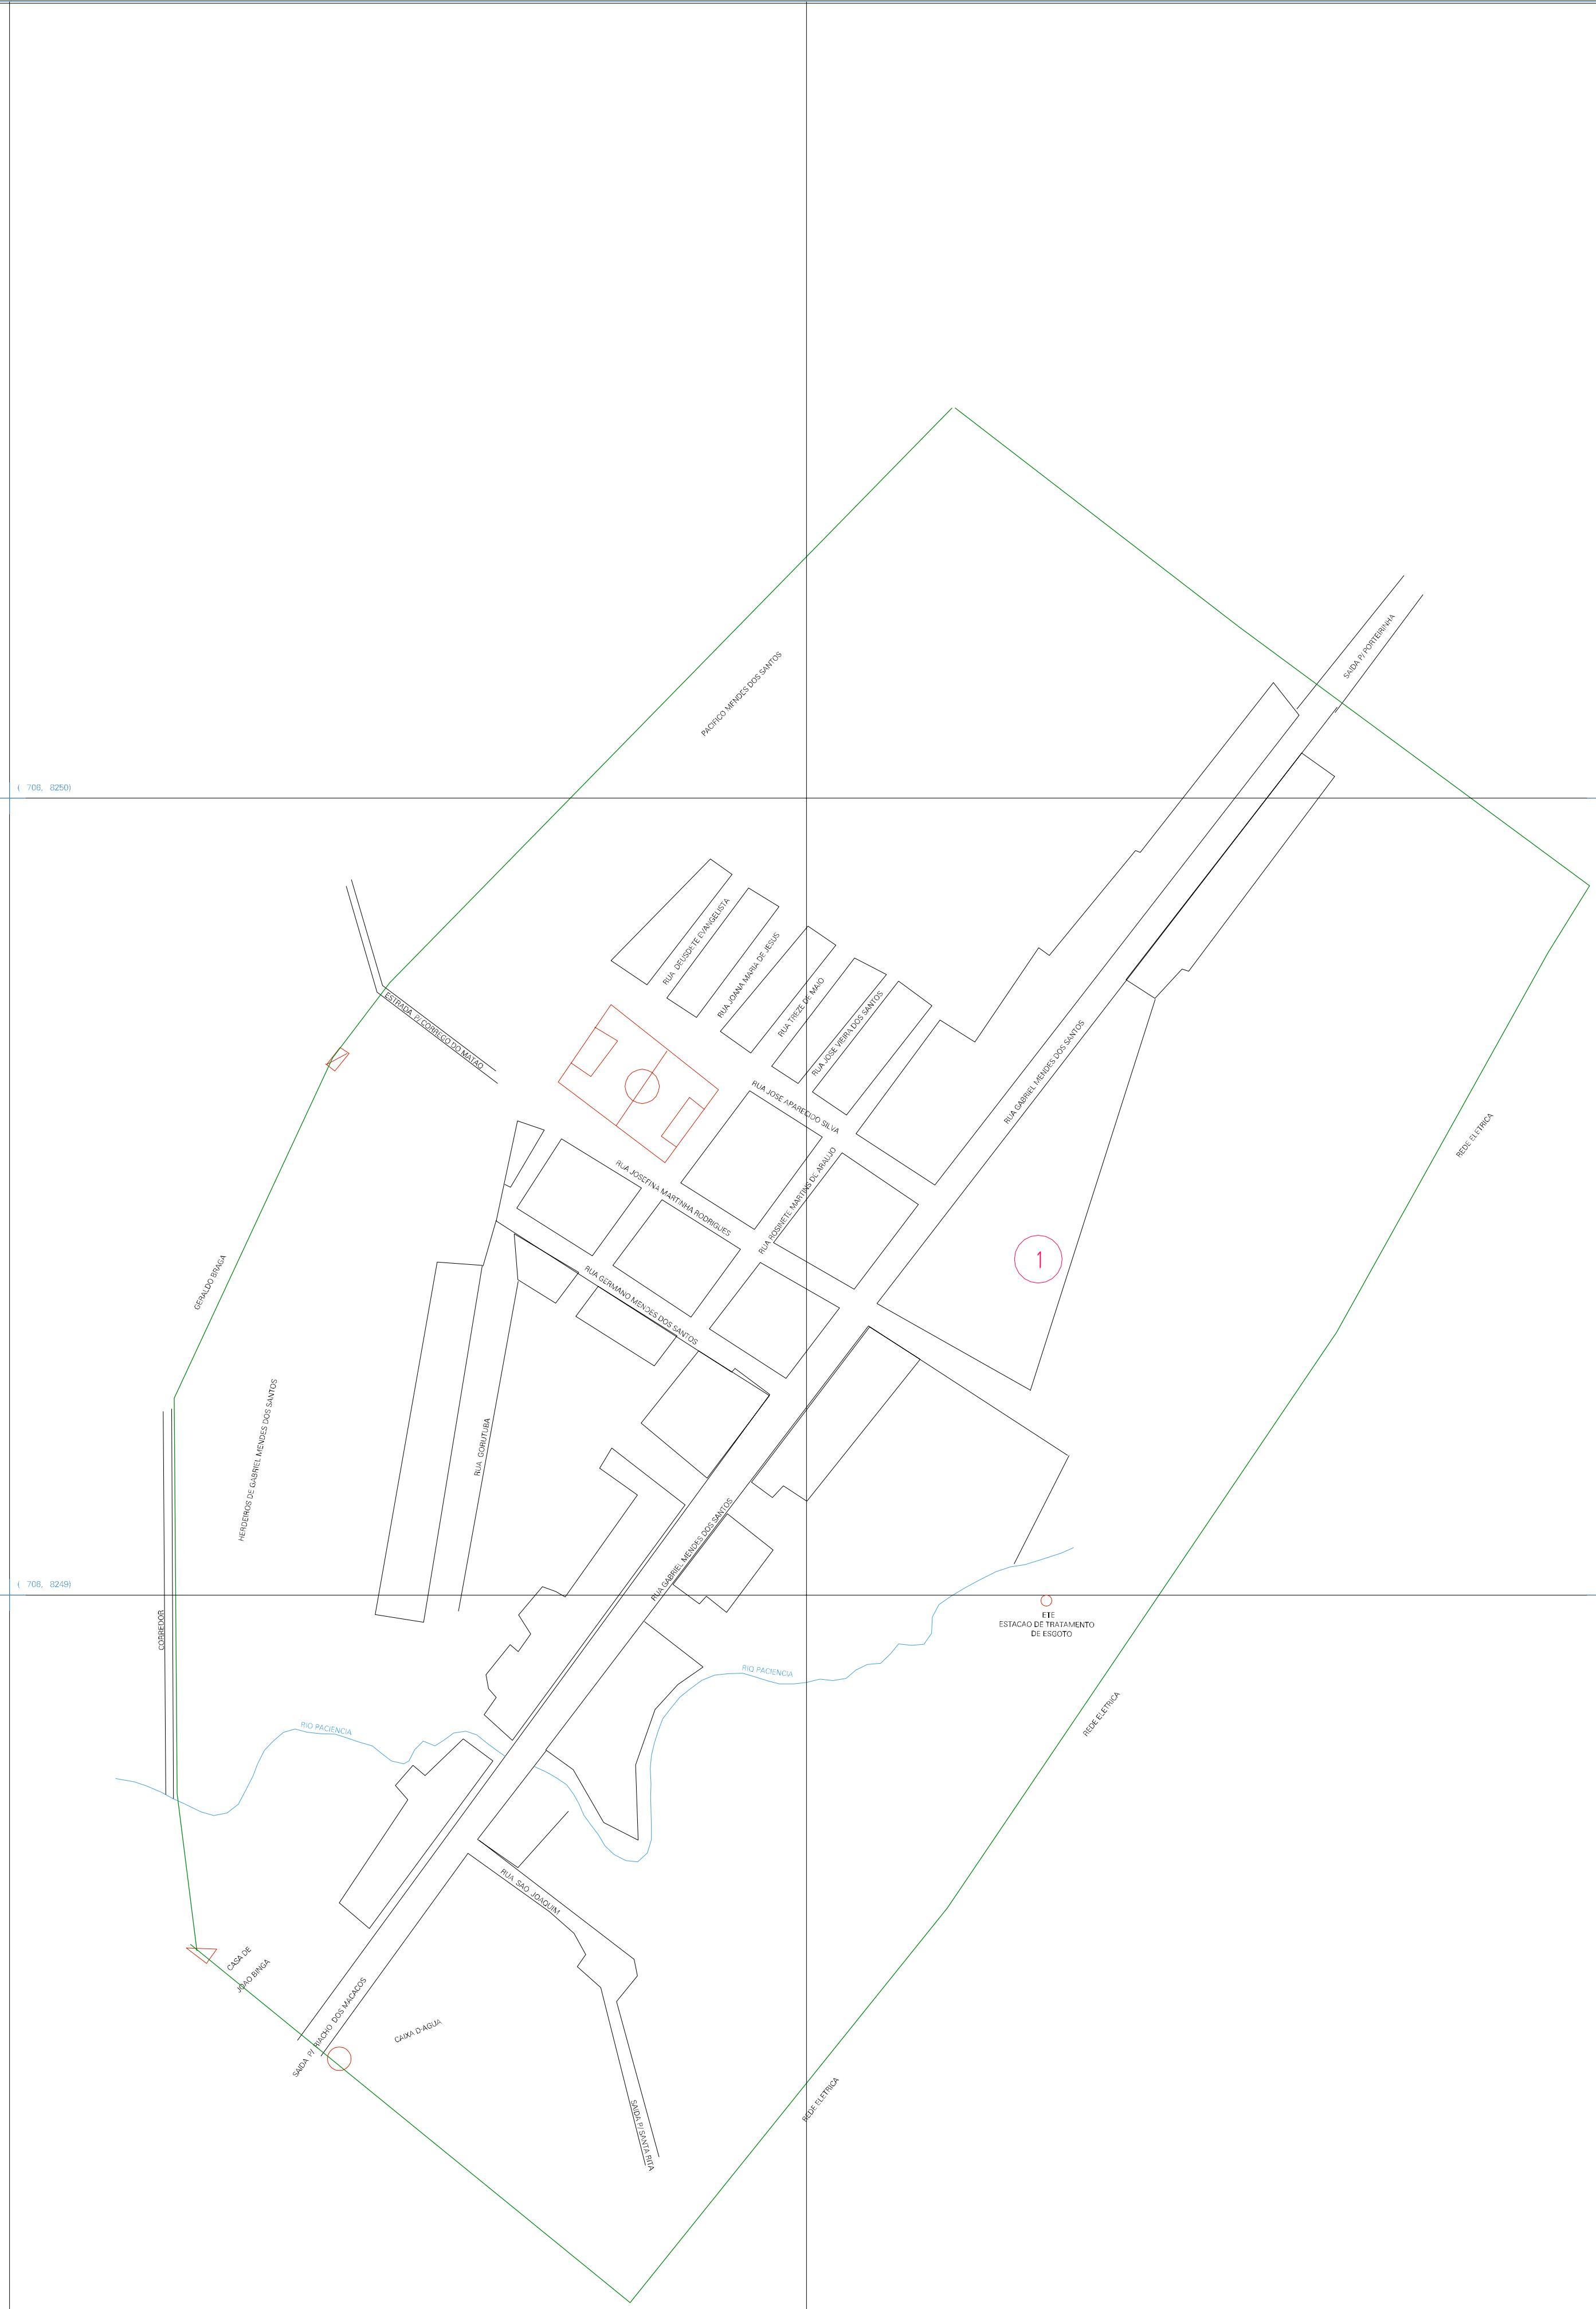 SAIDA P/ PORTEIRINHA
PACIFICO MENDES DOS SANTOS
( 708, 8250)
RUA DEUSDETE EVANGELISTA
RUA JOANA MARIA DE JESUS
RUA TREZE DE MAIO
RUA JOSE VIEIRA DOS SANTOS
ESTRADA P/ CORREGO DO MATAO
RUA GABRIEL MENDES DOS SANTOS
RUA JOSE APARECIDO SILVA
REDE ELETRICA
RUA JOSEFINA MARTINHA RODRIGUES
RUA ROSINETE MARTINS DE ARAUJO
1
GERALDO BRAGA
RUA GERMANO MENDES DOS SANTOS
HERDEIROS DE GABRIEL MENDES DOS SANTOS
RUA GORUTUBA
RUA GABRIEL MENDES DOS SANTOS
( 708, 8249)
CORREDOR
ETE
ESTACAO DE TRATAMENTO
DE ESGOTO
RIO PACIENCIA
REDE ELETRICA
RIO PACIENCIA
RUA SAO JOAQUIM
CASA DE
JOAO BINGA
SAIDA P/ RIACHO DOS MACACOS
CAIXA D-AGUA
REDE ELETRICA
SAIDA P/ SANTA RITA